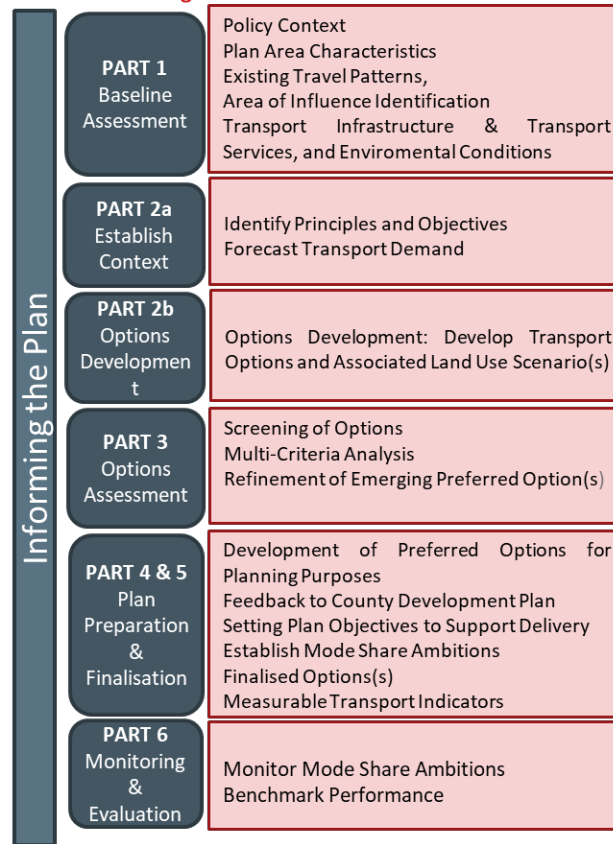 Informing the Plan
PART 1
Baseline
Assessment
Policy Context
Plan Area Characteristics
Existing Travel Patterns,
Area of Influence Identification
Transport Infrastructure & Transport
Services, and Enviromental Conditions
PART 2a
Establish
Context
Identify Principles and Objectives
Forecast Transport Demand
PART 2b
Options
Developmen
t
Options Development: Develop Transport
Options and Associated Land Use Scenario(s)
PART 3
Options
Assessment
Screening of Options
Multi-Criteria Analysis
Refinement of Emerging Preferred Option(s)
PART 4 & 5
Plan
Preparation
&
Finalisation
Development of Preferred Options for
Planning Purposes
Feedback to County Development Plan
Setting Plan Objectives to Support Delivery
Establish Mode Share Ambitions
Finalised Options(s)
Measurable Transport Indicators
PART 6
Monitoring
&
Evaluation
Monitor Mode Share Ambitions
Benchmark Performance